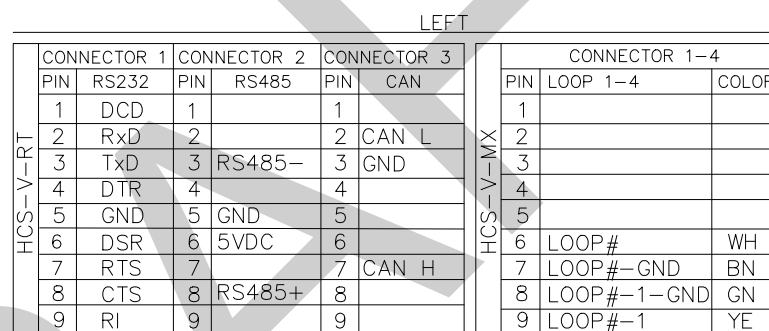 LEFT
CONNECTOR 1 CONNECTOR 2 CONNECTOR 3 CONNECTOR 1-4
PIN RS232 PIN RS485 PIN CAN PIN LOOP 1-4 COLOR
1 DCD 1 1 1
2 RxD 2 2 CAN L 2
3 TxD 3 RS485- 3 GND 3
4 DTR 4 4 4
5 GND 5 GND 5 5
6 DSR 6 5VDC 6 6 LOOP# WH
7 RTS 7 7 CAN H 7 LOOP#-GND BN
8 CTS 8 RS485+ 8 8 LOOP#-1-GND GN
9 RI 9 9 9 LOOP#-1 YE
HCS-V-RT
HCS-V-MX